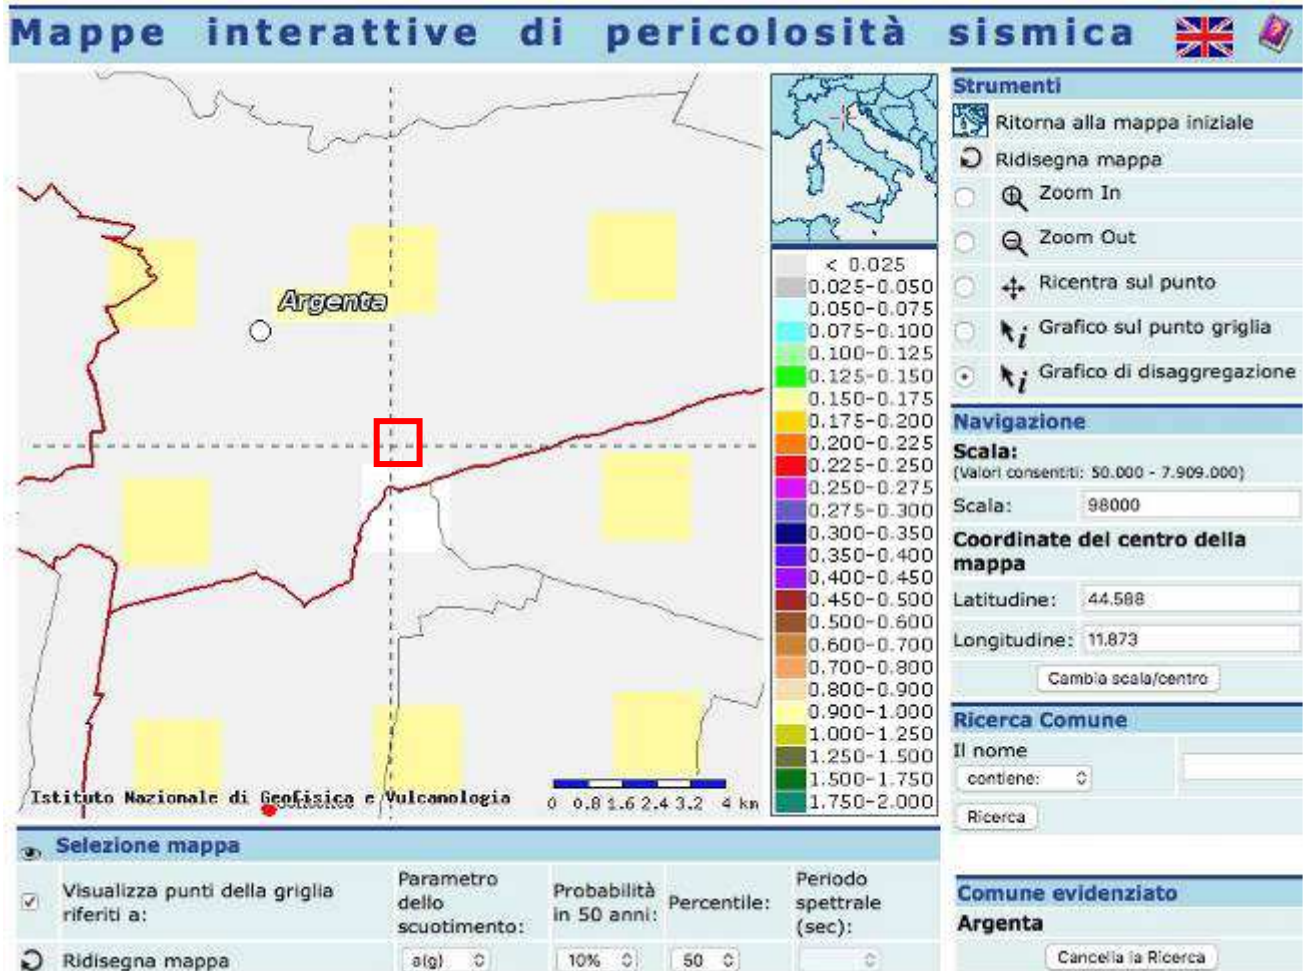 Mappe interattive di pericolosità sismica
Argenta
Istituto Nazionale di Geofisica e Vulcanologia
0 0.8 1.6 2.4 3.2 4 km
< 0.025
0.025-0.050
0.050-0.075
0.075-0.100
0.100-0.125
0.125-0.150
0.150-0.175
0.175-0.200
0.200-0.225
0.225-0.250
0.250-0.275
0.275-0.300
0.300-0.350
0.350-0.400
0.400-0.450
0.450-0.500
0.500-0.600
0.600-0.700
0.700-0.800
0.800-0.900
0.900-1.000
1.000-1.250
1.250-1.500
1.500-1.750
1.750-2.000
Strumenti
Ritorna alla mappa iniziale
Ridisegna mappa
Zoom In
Zoom Out
Ricentra sul punto
Grafico sul punto griglia
Grafico di disaggregazione
Navigazione
Scala:
(Valori consentiti: 50.000 - 7.909.000)
Scala: 98000
Coordinate del centro della
mappa
Latitudine: 44.588
Longitudine: 11.873
Cambia scala/centro
Ricerca Comune
Il nome
contiene:
Ricerca
Comune evidenziato
Argenta
Cancella la Ricerca
Selezione mappa
Visualizza punti della griglia
riferiti a:
Parametro
dello
scuotimento:
Probabilità
in 50 anni:
Percentile:
Periodo
spettrale
(sec):
Ridisegna mappa
a(g) 10% 50